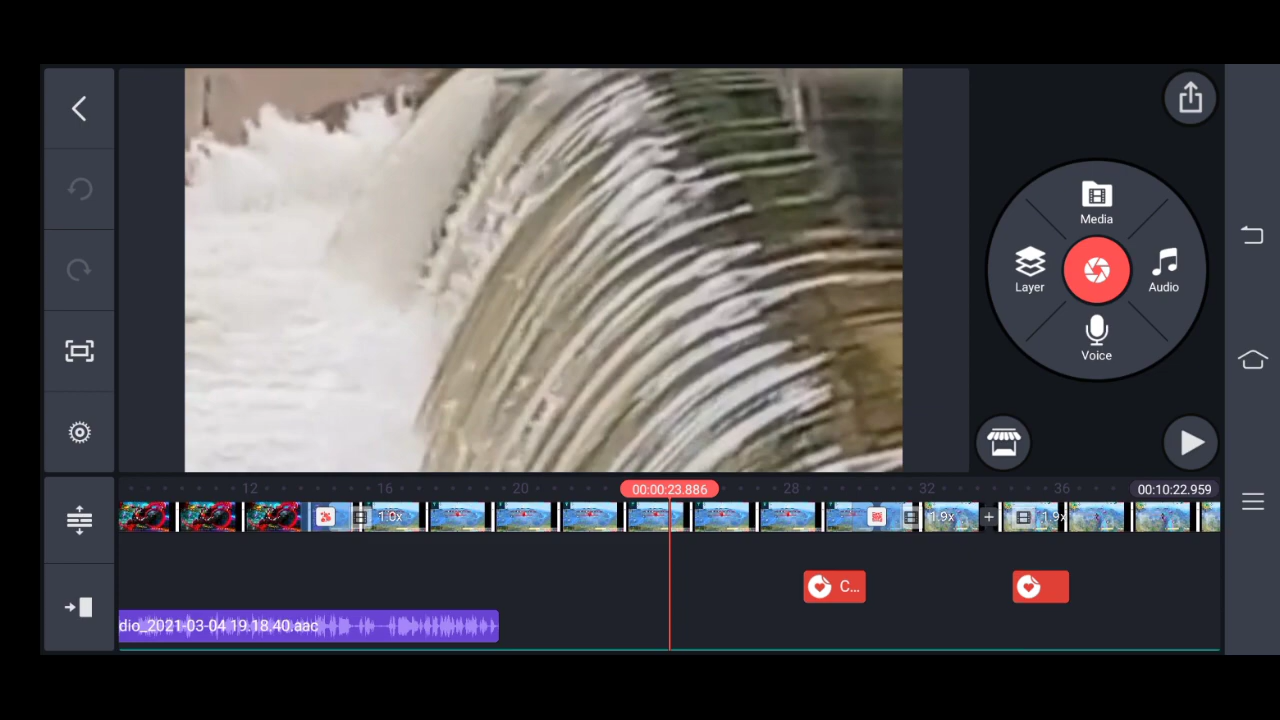 Media
Layer
Audio
Voice
12
16
20
00:00:23.886
28
32
36
00:10:22.959
1.0x
1.9x
1.9x
C...
dio_2021-03-04 19.18.40.aac